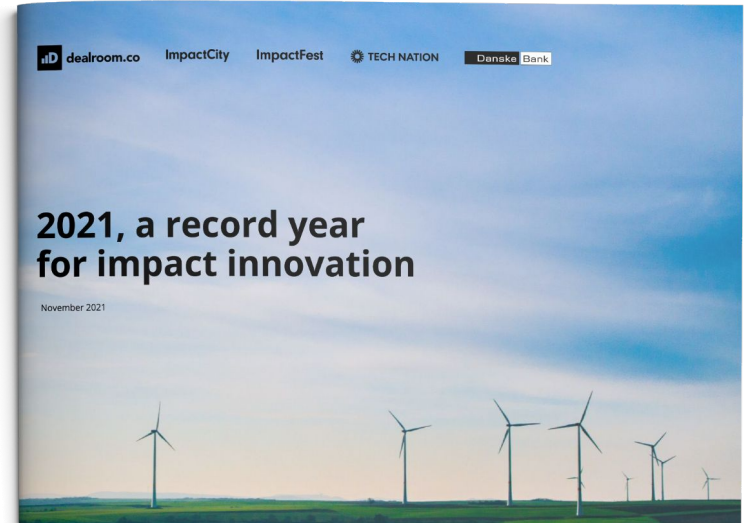 dealroom.co ImpactCity ImpactFest TECH NATION Danske Bank
2021, a record year
for impact innovation
November 2021